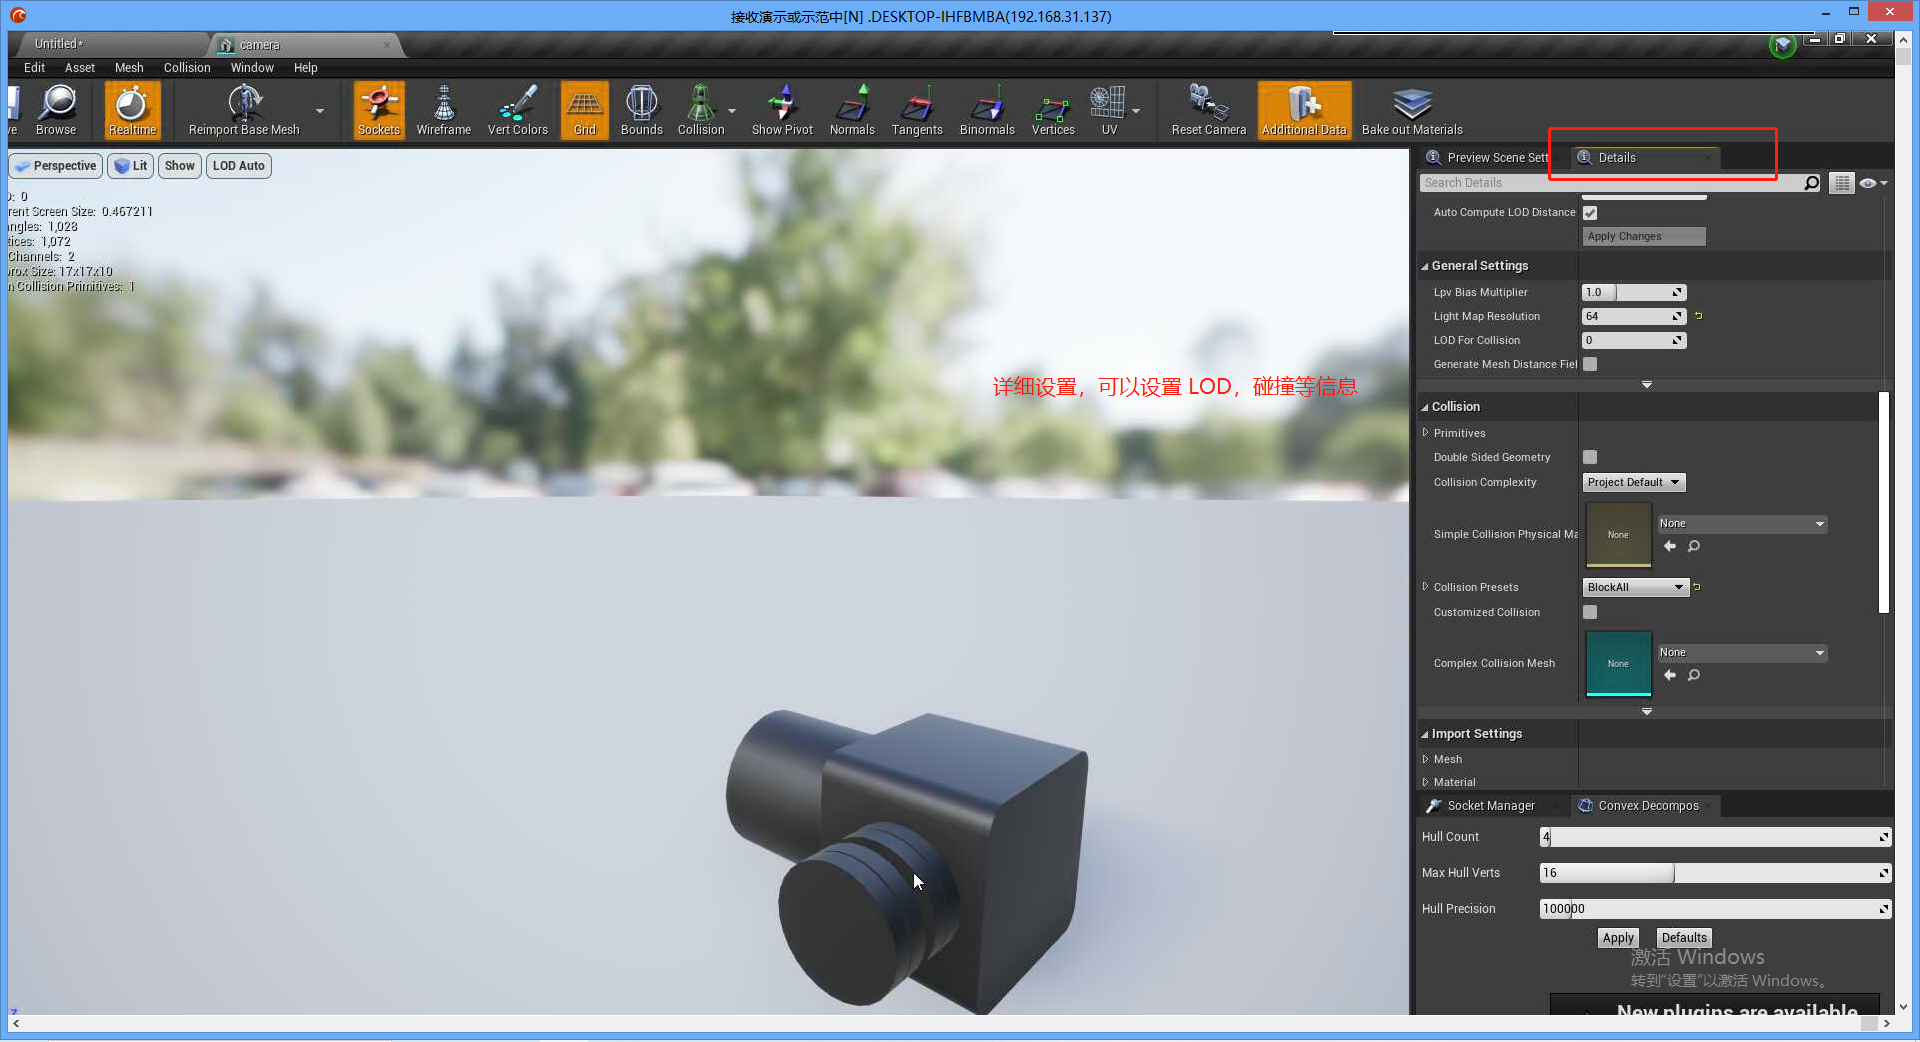 接收演示或示范中[N] .DESKTOP-IHFBMBA(192.168.31.137)
Untitled*
camera
Edit Asset Mesh Collision Window Help
ve
Browse
Realtime
Reimport Base Mesh
Sockets
Wireframe
Vert Colors
Grid
Bounds
Collision
Show Pivot
Normals
Tangents
Binormals
Vertices
UV
Reset Camera
Additional Data
Bake out Materials
Perspective
Lit
Show
LOD Auto
D: 0
rent Screen Size: 0.467211
ngles: 1,028
tices: 1,072
Channels: 2
rox Size: 17x17x10
n Collision Primitives: 1
详细设置，可以设置 LOD，碰撞等信息
Z
Preview Scene Sett
Details
Search Details
Auto Compute LOD Distance
Apply Changes
General Settings
Lpv Bias Multiplier 1.0
Light Map Resolution 64
LOD For Collision 0
Generate Mesh Distance Fiel
Collision
Primitives
Double Sided Geometry
Collision Complexity Project Default
Simple Collision Physical Ma None None
Collision Presets BlockAll
Customized Collision
Complex Collision Mesh None None
Import Settings
Mesh
Material
Socket Manager
Convex Decompos
Hull Count 4
Max Hull Verts 16
Hull Precision 100000
Apply
Defaults
激活 Windows
转到"设置"以激活 Windows。
New plugins are available